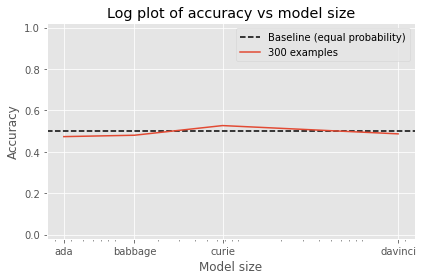 Log plot of accuracy vs model size
Baseline (equal probability)
300 examples
Accuracy
1.0
0.8
0.6
0.4
0.2
0.0
ada babbage curie davinci
Model size